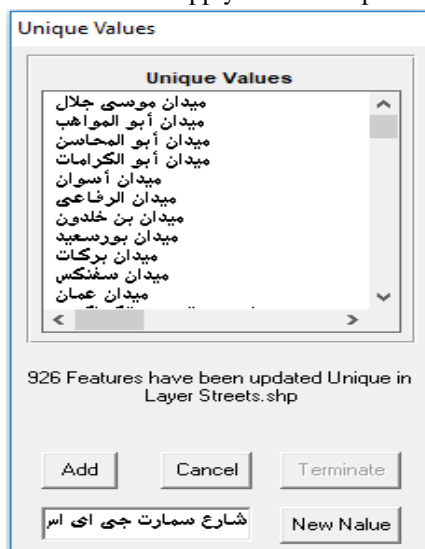 Unique Values
Unique Values
ميدان موسى جلال
ميدان أبو المواهب
ميدان أبو المحاسن
ميدان أبو الكرامات
ميدان أسوان
ميدان الرفاعى
ميدان بن خلدون
ميدان بورسعيد
ميدان بركات
ميدان سفنكس
ميدان عمان
926 Features have been updated Unique in
Layer Streets.shp
Add Cancel Terminate
شارع سمارت جى اى اس New Nalue